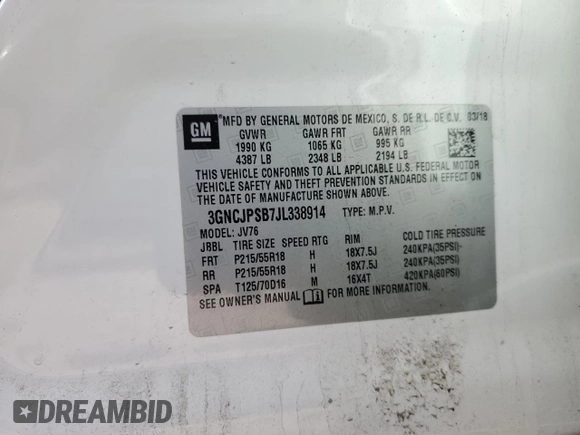 GM
MFD BY GENERAL MOTORS DE MEXICO, S. DE R.L. DE C.V. 03/18
GVWR GAWR FRT GAWR RR
1990 KG 1065 KG 995 KG
4387 LB 2348 LB 2194 LB
THIS VEHICLE CONFORMS TO ALL APPLICABLE U.S. FEDERAL MOTOR
VEHICLE SAFETY AND THEFT PREVENTION STANDARDS IN EFFECT ON
THE DATE OF MANUFACTURE SHOWN ABOVE.
3GNCJPSB7JL338914 TYPE: M.P.V.
MODEL: JV76
JBBL TIRE SIZE SPEED RTG RIM COLD TIRE PRESSURE
FRT P215/55R18 H 18X7.5J 240KPA(35PSI)
RR P215/55R18 H 18X7.5J 240KPA(35PSI)
SPA T125/70D16 M 16X4T 420KPA(60PSI)
SEE OWNER'S MANUAL FOR MORE INFORMATION.
DREAMBID